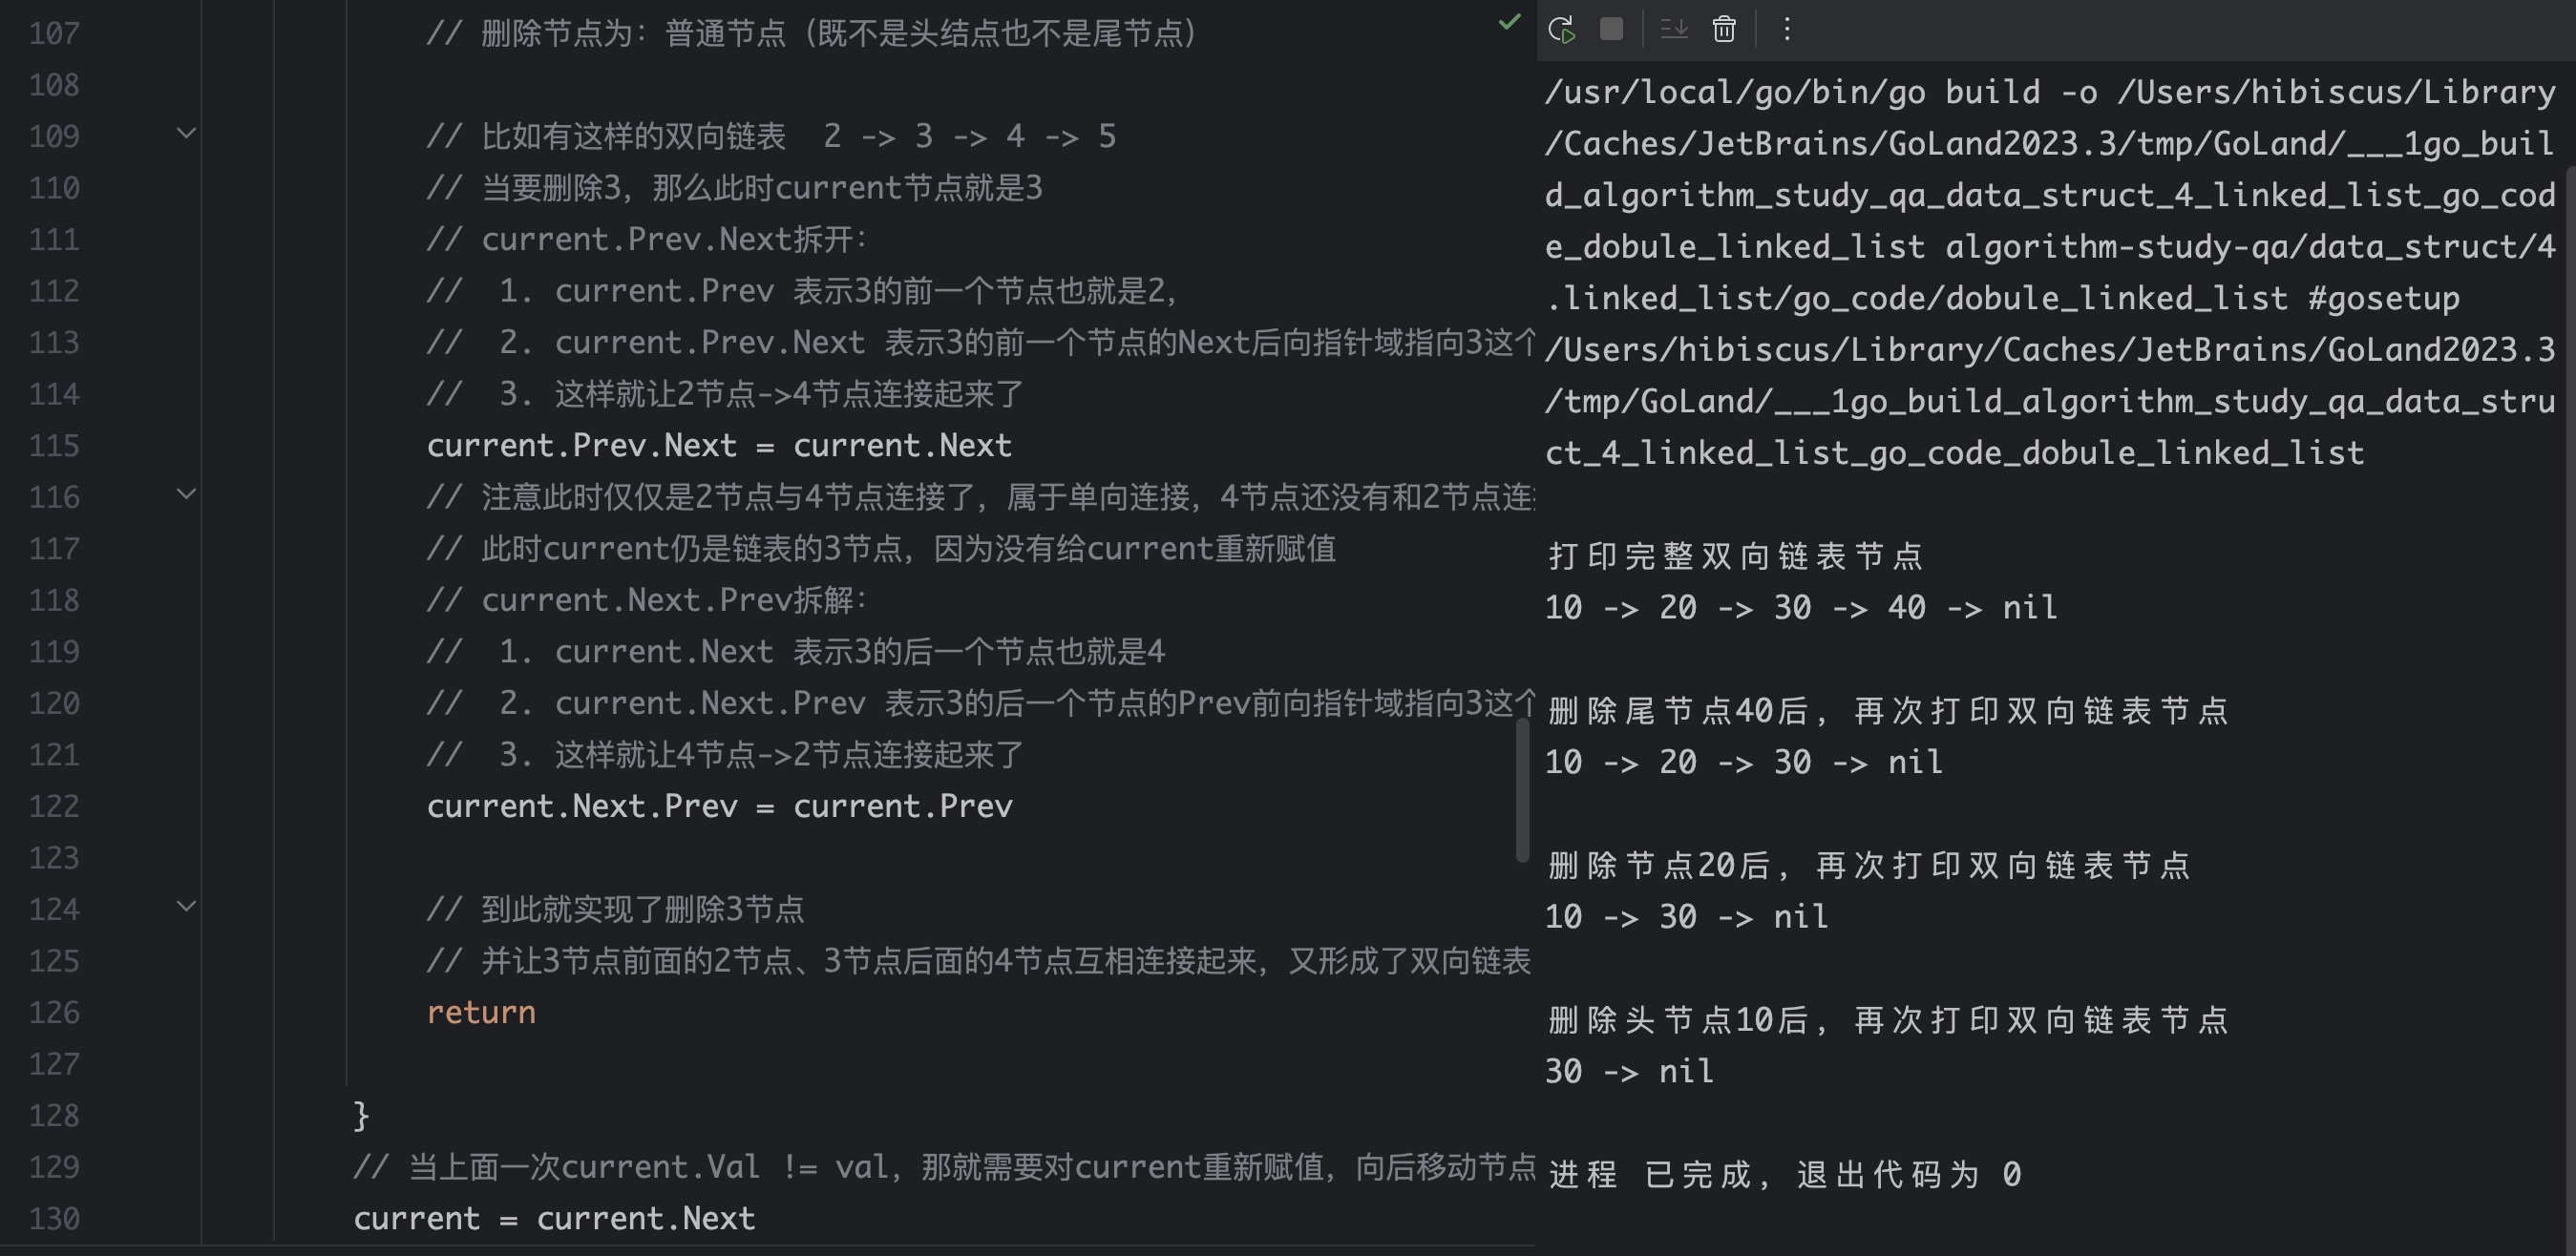 107 // 删除节点为：普通节点（既不是头结点也不是尾节点）
108
109 // 比如有这样的双向链表  2 -> 3 -> 4 -> 5
110 // 当要删除3，那么此时current节点就是3
111 // current.Prev.Next拆开：
112 //  1. current.Prev 表示3的前一个节点也就是2，
113 //  2. current.Prev.Next 表示3的前一个节点的Next后向指针域指向3这个
114 //  3. 这样就让2节点->4节点连接起来了
115 current.Prev.Next = current.Next
116 // 注意此时仅仅是2节点与4节点连接了，属于单向连接，4节点还没有和2节点连
117 // 此时current仍是链表的3节点，因为没有给current重新赋值
118 // current.Next.Prev拆解：
119 //  1. current.Next 表示3的后一个节点也就是4
120 //  2. current.Next.Prev 表示3的后一个节点的Prev前向指针域指向3这个
121 //  3. 这样就让4节点->2节点连接起来了
122 current.Next.Prev = current.Prev
123
124 // 到此就实现了删除3节点
125 // 并让3节点前面的2节点、3节点后面的4节点互相连接起来，又形成了双向链表
126 return
127
128 }
129 // 当上面一次current.Val != val，那就需要对current重新赋值，向后移动节点
130 current = current.Next
/usr/local/go/bin/go build -o /Users/hibiscus/Library
/Caches/JetBrains/GoLand2023.3/tmp/GoLand/___1go_buil
d_algorithm_study_qa_data_struct_4_linked_list_go_cod
e_dobule_linked_list algorithm-study-qa/data_struct/4
.linked_list/go_code/dobule_linked_list #gosetup
/Users/hibiscus/Library/Caches/JetBrains/GoLand2023.3
/tmp/GoLand/___1go_build_algorithm_study_qa_data_stru
ct_4_linked_list_go_code_dobule_linked_list
打印完整双向链表节点
10 -> 20 -> 30 -> 40 -> nil
删除尾节点40后，再次打印双向链表节点
10 -> 20 -> 30 -> nil
删除节点20后，再次打印双向链表节点
10 -> 30 -> nil
删除头节点10后，再次打印双向链表节点
30 -> nil
进程 已完成，退出代码为 0